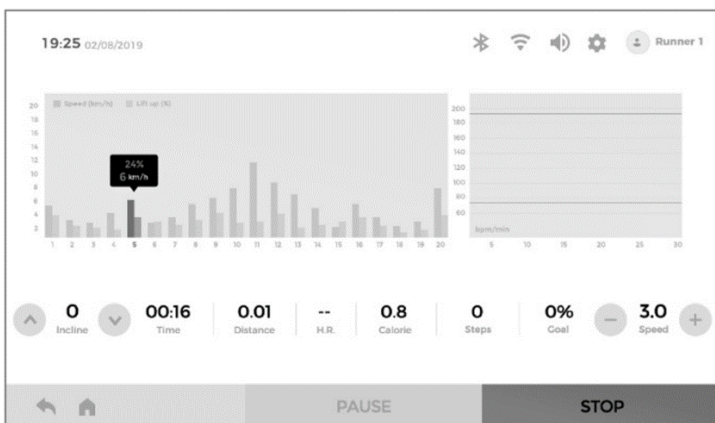 19:25 02/08/2019
Runner 1
Speed (km/h) Lift up (%)
20
18
16
14
12
10
8
6
4
2
24%
6 km/h
1 2 3 4 5 6 7 8 9 10 11 12 13 14 15 16 17 18 19 20
200
180
160
140
120
100
80
60
bpm/min
5 10 15 20 25 30
0 00:16 0.01 -- 0.8 0 0% 3.0
Incline Time Distance H.R. Calorie Steps Goal Speed
PAUSE STOP